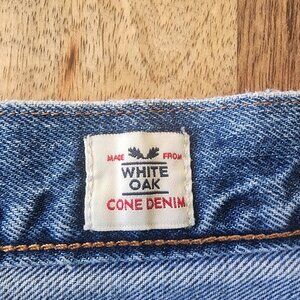 MADE FROM
WHITE
OAK
CONE DENIM